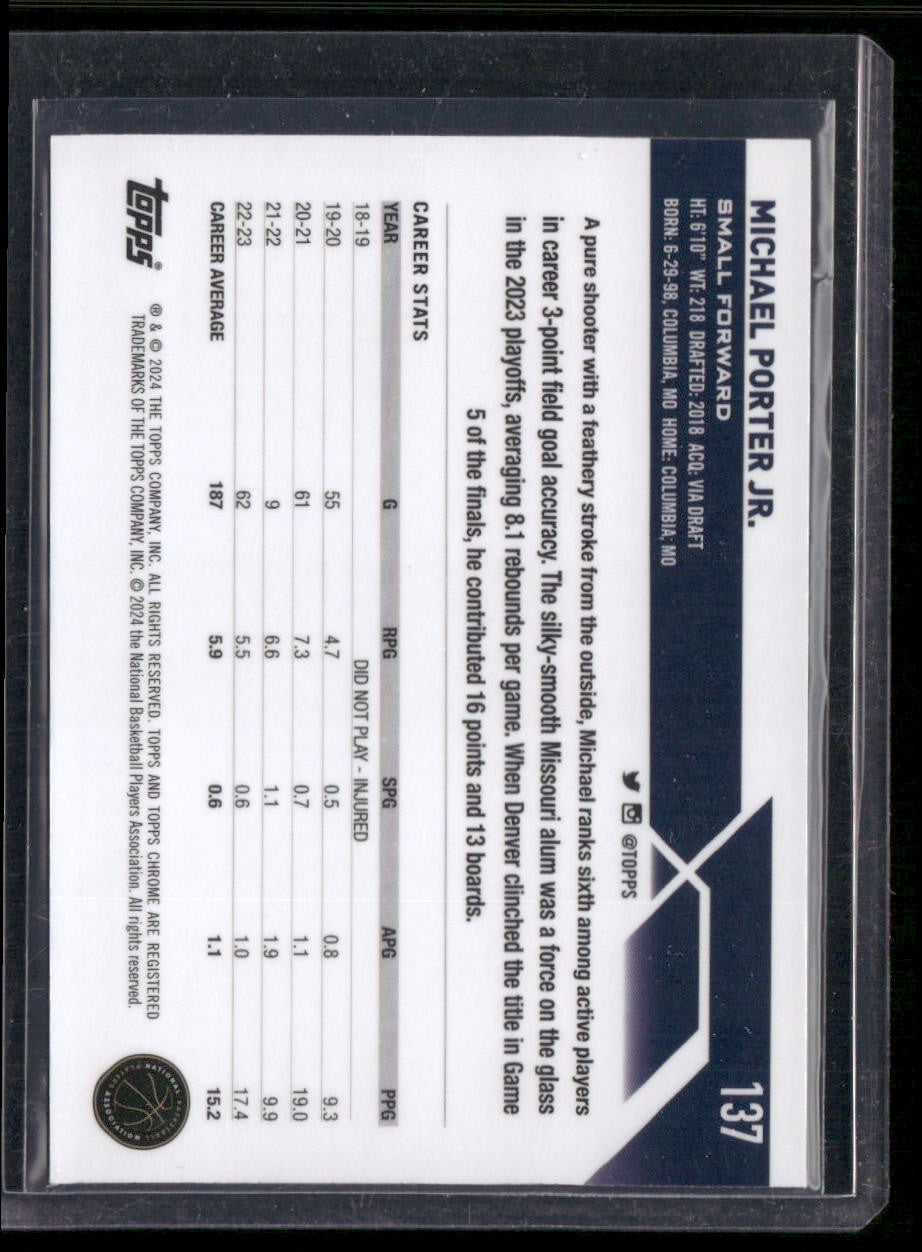 MICHAEL PORTER JR.
137
SMALL FORWARD
HT: 6'10" WT: 218 DRAFTED: 2018 ACQ: VIA DRAFT
BORN: 6-29-98, COLUMBIA, MO HOME: COLUMBIA, MO
@TOPPS
A pure shooter with a feathery stroke from the outside, Michael ranks sixth among active players
in career 3-point field goal accuracy. The silky-smooth Missouri alum was a force on the glass
in the 2023 playoffs, averaging 8.1 rebounds per game. When Denver clinched the title in Game
5 of the finals, he contributed 16 points and 13 boards.
CAREER STATS
YEAR G RPG SPG APG PPG
18-19 DID NOT PLAY - INJURED
19-20 55 4.7 0.5 0.8 9.3
20-21 61 7.3 0.7 1.1 19.0
21-22 9 6.6 1.1 1.9 9.9
22-23 62 5.5 0.6 1.0 17.4
CAREER AVERAGE 187 5.9 0.6 1.1 15.2
topps®
® & © 2024 THE TOPPS COMPANY, INC. ALL RIGHTS RESERVED. TOPPS AND TOPPS CHROME ARE REGISTERED
TRADEMARKS OF THE TOPPS COMPANY, INC. © 2024 the National Basketball Players Association. All rights reserved.
NATIONAL BASKETBALL PLAYERS ASSOCIATION